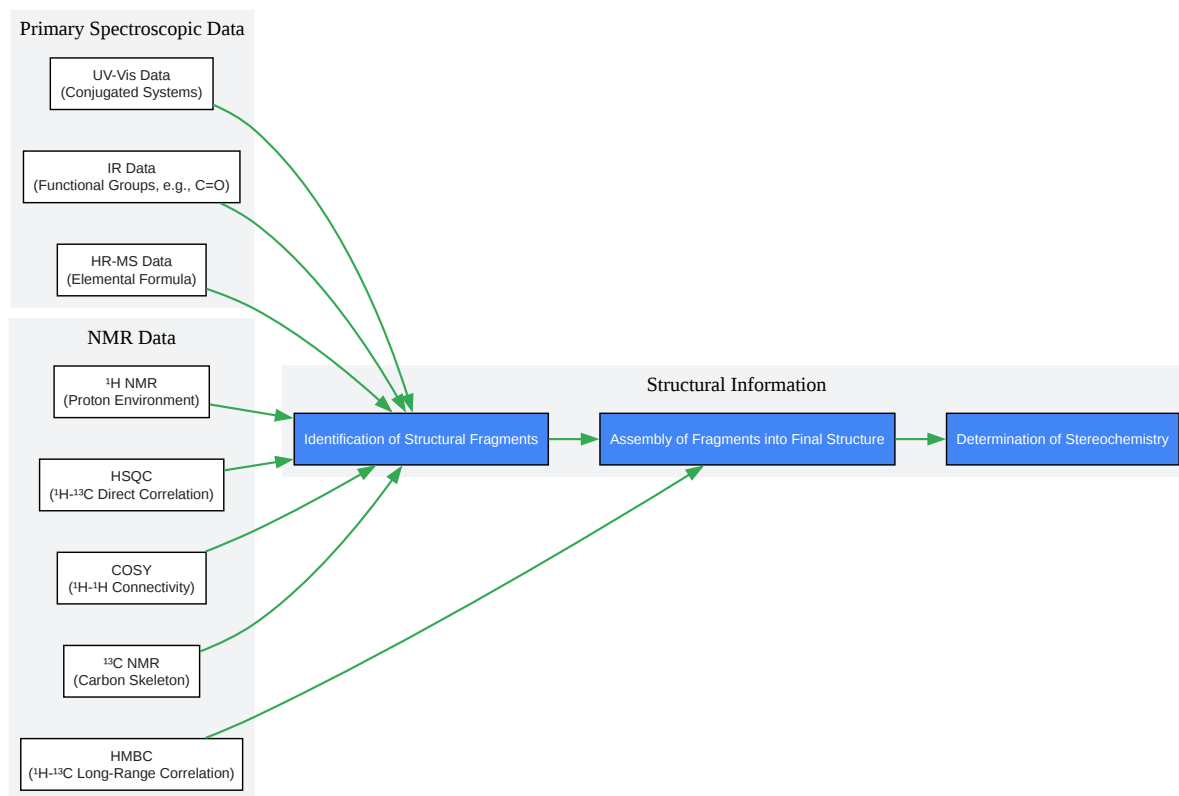 Primary Spectroscopic Data
UV-Vis Data
(Conjugated Systems)
IR Data
(Functional Groups, e.g., C=O)
HR-MS Data
(Elemental Formula)
NMR Data
¹H NMR
(Proton Environment)
HSQC
(¹H-¹³C Direct Correlation)
COSY
(¹H-¹H Connectivity)
¹³C NMR
(Carbon Skeleton)
HMBC
(¹H-¹³C Long-Range Correlation)
Structural Information
Identification of Structural Fragments
Assembly of Fragments into Final Structure
Determination of Stereochemistry